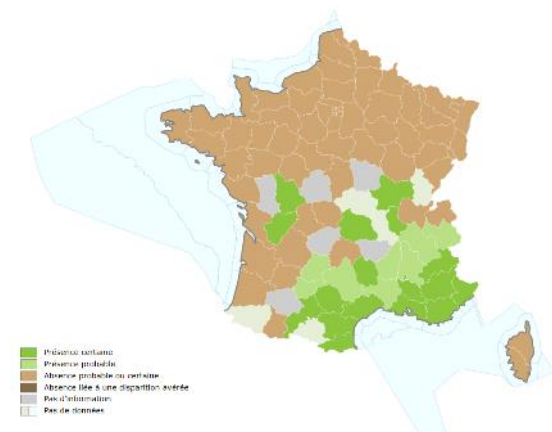 Présence certaine
Présence probable
Absence probable ou certaine
Absence liée à une disparition avérée
Pas d'information
Pas de données